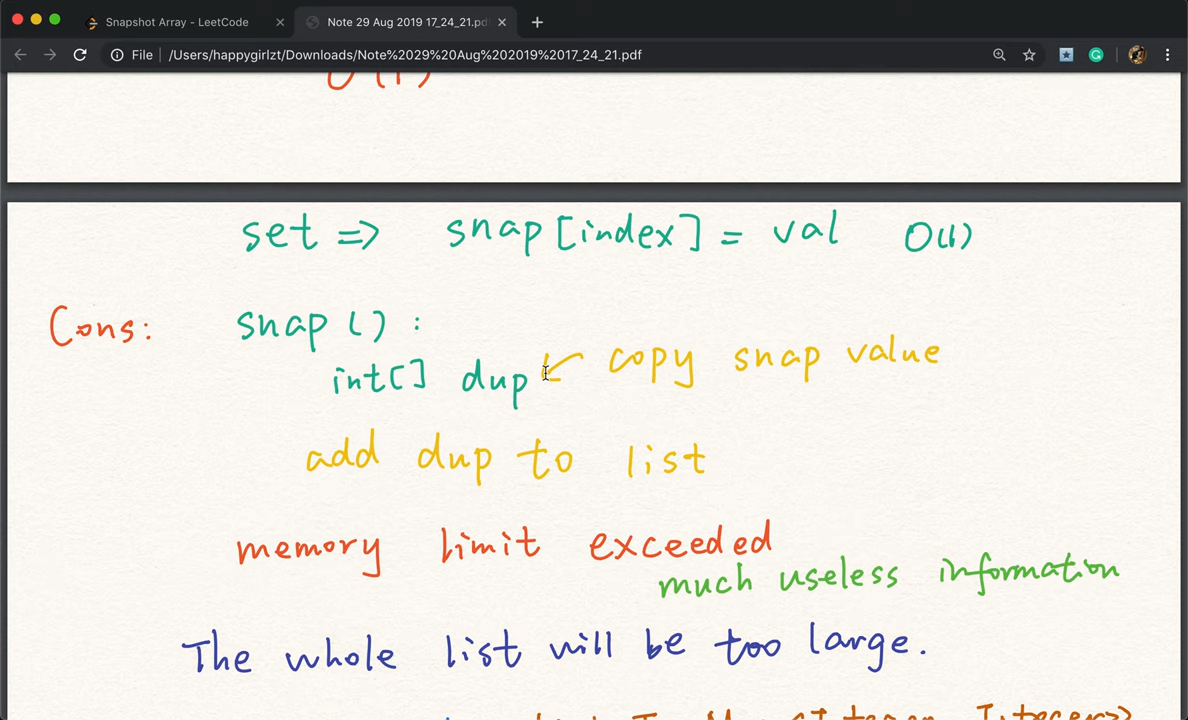 Snapshot Array - LeetCode
Note 29 Aug 2019 17_24_21.pd
File /Users/happygirlzt/Downloads/Note%2029%20Aug%202019%2017_24_21.pdf
O(1)
set => snap[index] = val O(1)
Cons: snap():
int[] dup ↙ copy snap value
add dup to list
memory limit exceeded
much useless information
The whole list will be too large.